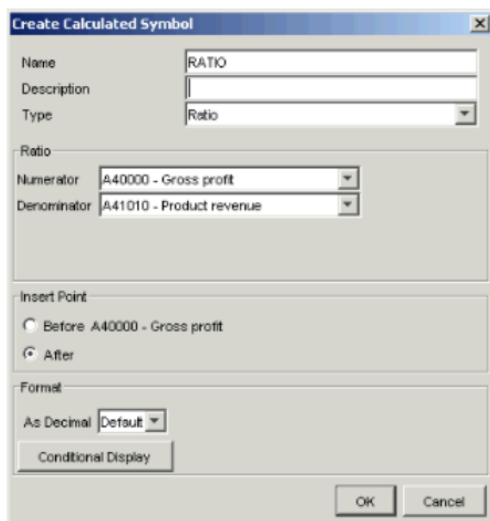 Create Calculated Symbol
Name RATIO
Description
Type Ratio
Ratio
Numerator A40000 - Gross profit
Denominator A41010 - Product revenue
Insert Point
Before A40000 - Gross profit
After
Format
As Decimal Default
Conditional Display
OK Cancel